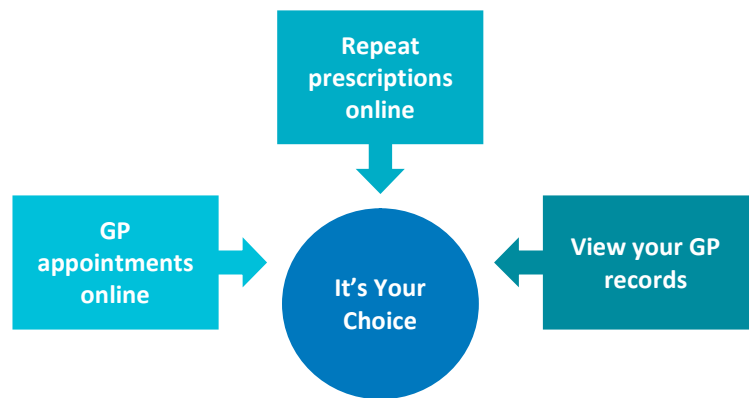 Repeat
prescriptions
online
GP
appointments
online
It’s Your
Choice
View your GP
records